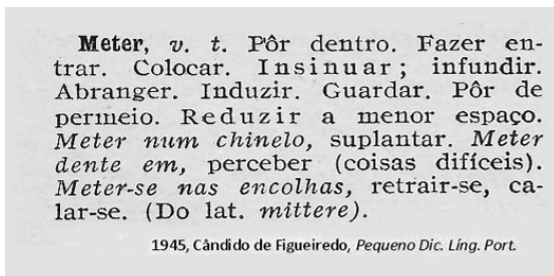 Meter, v. t. Pôr dentro. Fazer en-
trar. Colocar. Insinuar; infundir.
Abranger. Induzir. Guardar. Pôr de
permeio. Reduzir a menor espaço.
Meter num chinelo, suplantar. Meter
dente em, perceber (coisas difíceis).
Meter-se nas encolhas, retrair-se, ca-
lar-se. (Do lat. mittere).
1945, Cândido de Figueiredo, Pequeno Dic. Líng. Port.